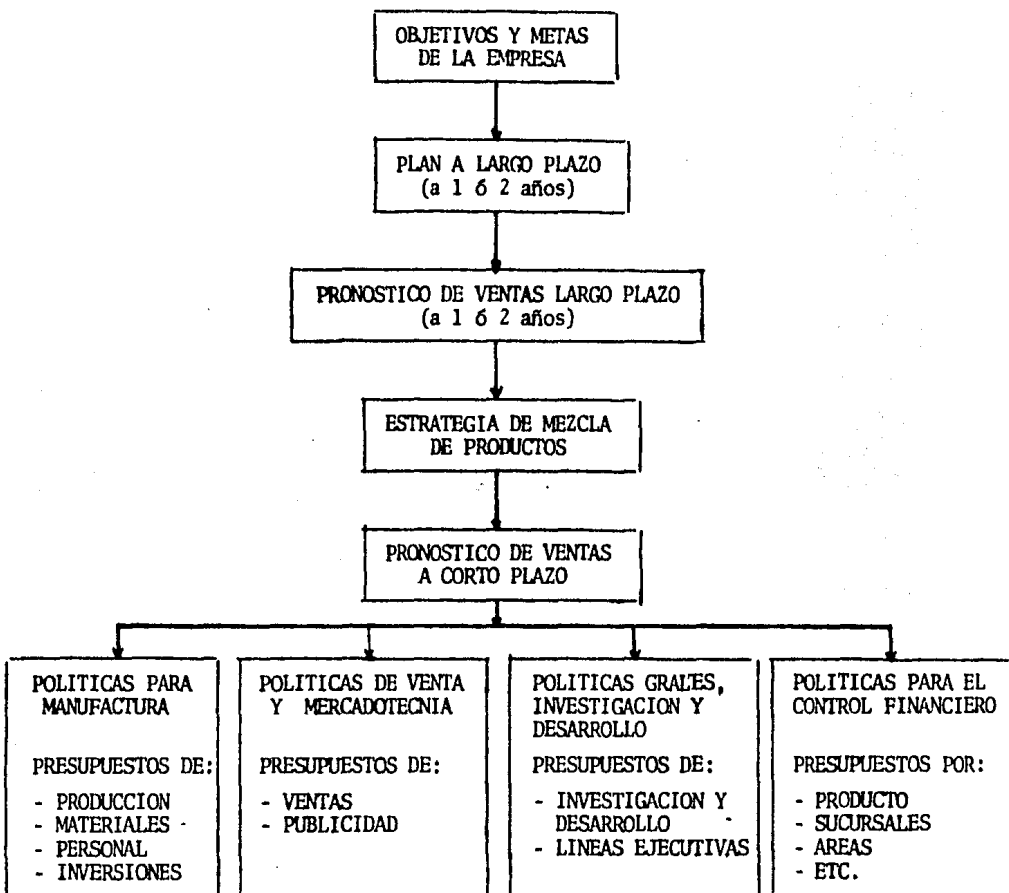 OBJETIVOS Y METAS
DE LA EMPRESA
PLAN A LARGO PLAZO
(a 1 ó 2 años)
PRONOSTICO DE VENTAS LARGO PLAZO
(a 1 ó 2 años)
ESTRATEGIA DE MEZCLA
DE PRODUCTOS
PRONOSTICO DE VENTAS
A CORTO PLAZO
POLITICAS PARA
MANUFACTURA
PRESUPUESTOS DE:
- PRODUCCION
- MATERIALES
- PERSONAL
- INVERSIONES
POLITICAS DE VENTA
Y MERCADOTECNIA
PRESUPUESTOS DE:
- VENTAS
- PUBLICIDAD
POLITICAS GRALES,
INVESTIGACION Y
DESARROLLO
PRESUPUESTOS DE:
- INVESTIGACION Y
DESARROLLO
- LINEAS EJECUTIVAS
POLITICAS PARA EL
CONTROL FINANCIERO
PRESUPUESTOS POR:
- PRODUCTO
- SUCURSALES
- AREAS
- ETC.